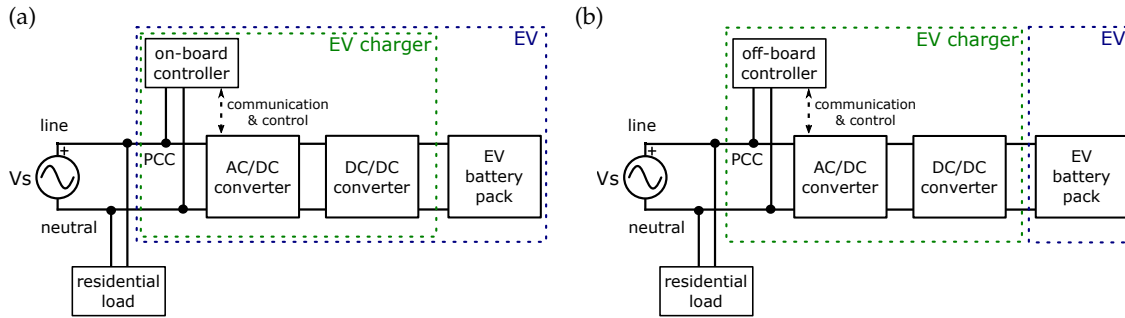 (a)
EV charger
EV
on-board
controller
communication
& control
line
+
PCC
Vs
AC/DC
converter
DC/DC
converter
EV
battery
pack
neutral
residential
load
(b)
EV charger
EV
off-board
controller
communication
& control
line
+
PCC
Vs
AC/DC
converter
DC/DC
converter
EV
battery
pack
neutral
residential
load